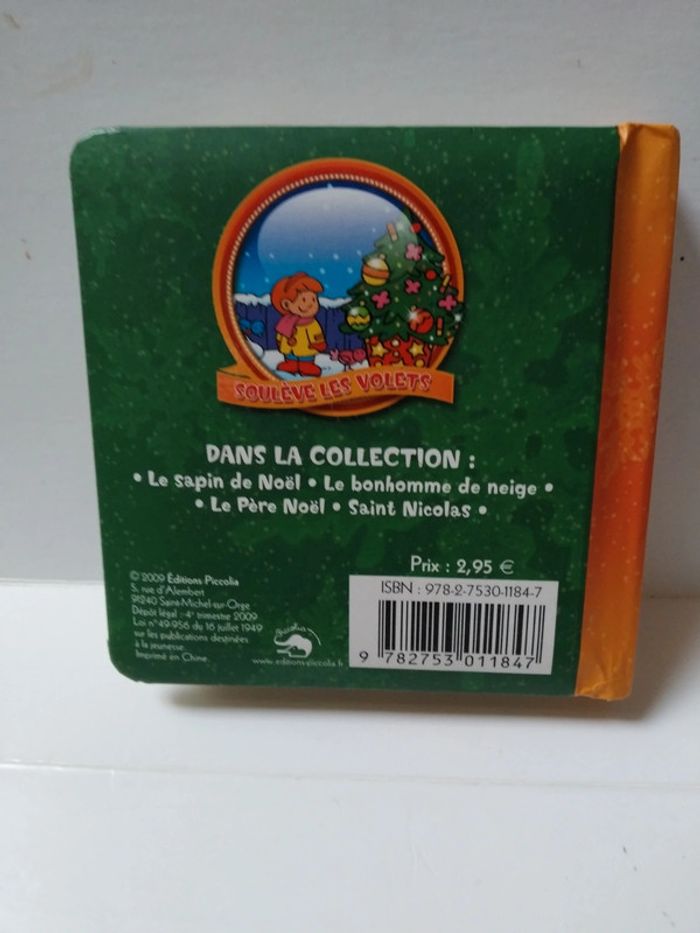 SOULÈVE LES VOLETS
DANS LA COLLECTION :
• Le sapin de Noël • Le bonhomme de neige •
• Le Père Noël • Saint Nicolas •
Prix : 2,95 €
© 2009 Éditions Piccolia
5, rue d'Alembert
91240 Saint-Michel-sur-Orge
Dépôt légal : 4e trimestre 2009
Loi n°49-956 du 16 juillet 1949
sur les publications destinées
à la jeunesse.
Imprimé en Chine.
Piccolia
www.editions-piccolia.fr
ISBN : 978-2-7530-1184-7
9 782753 011847